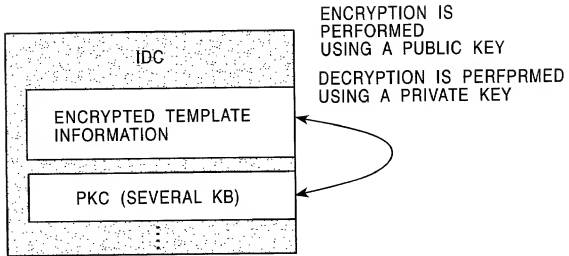 ENCRYPTION IS
PERFORMED
USING A PUBLIC KEY
DECRYPTION IS PERFPRMED
USING A PRIVATE KEY
IDC
ENCRYPTED TEMPLATE
INFORMATION
PKC (SEVERAL KB)